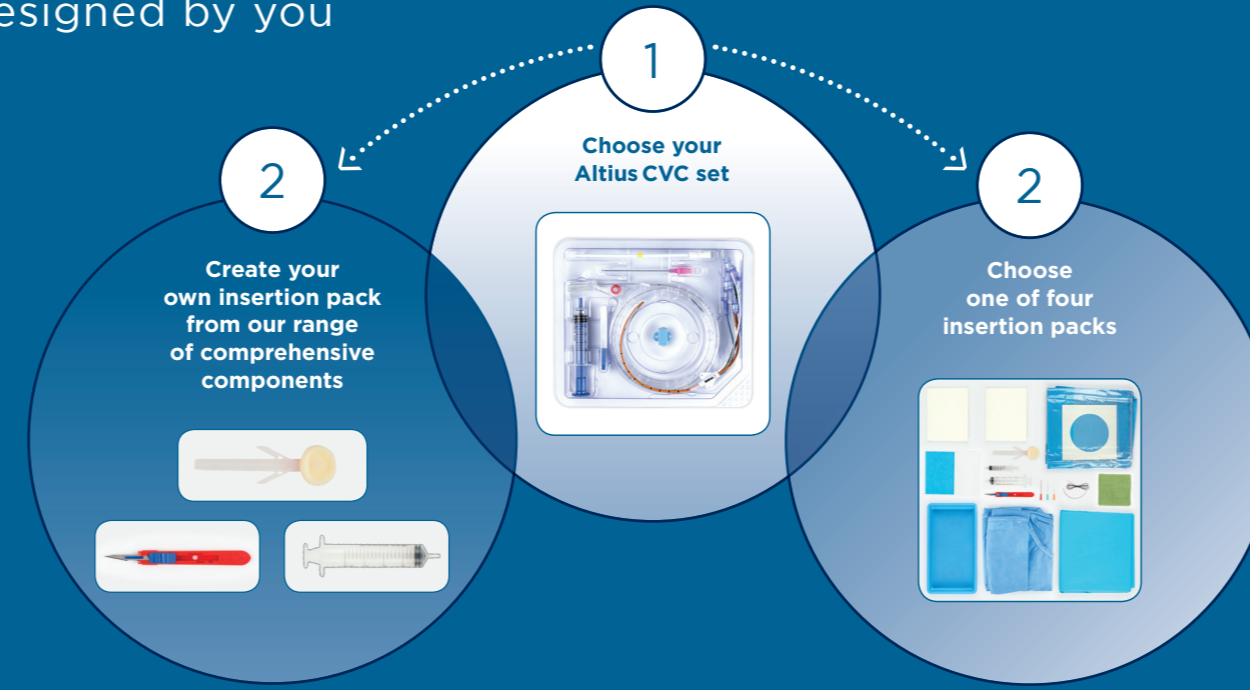 esigned by you
1
Choose your
Altius CVC set
2
Create your
own insertion pack
from our range
of comprehensive
components
2
Choose
one of four
insertion packs